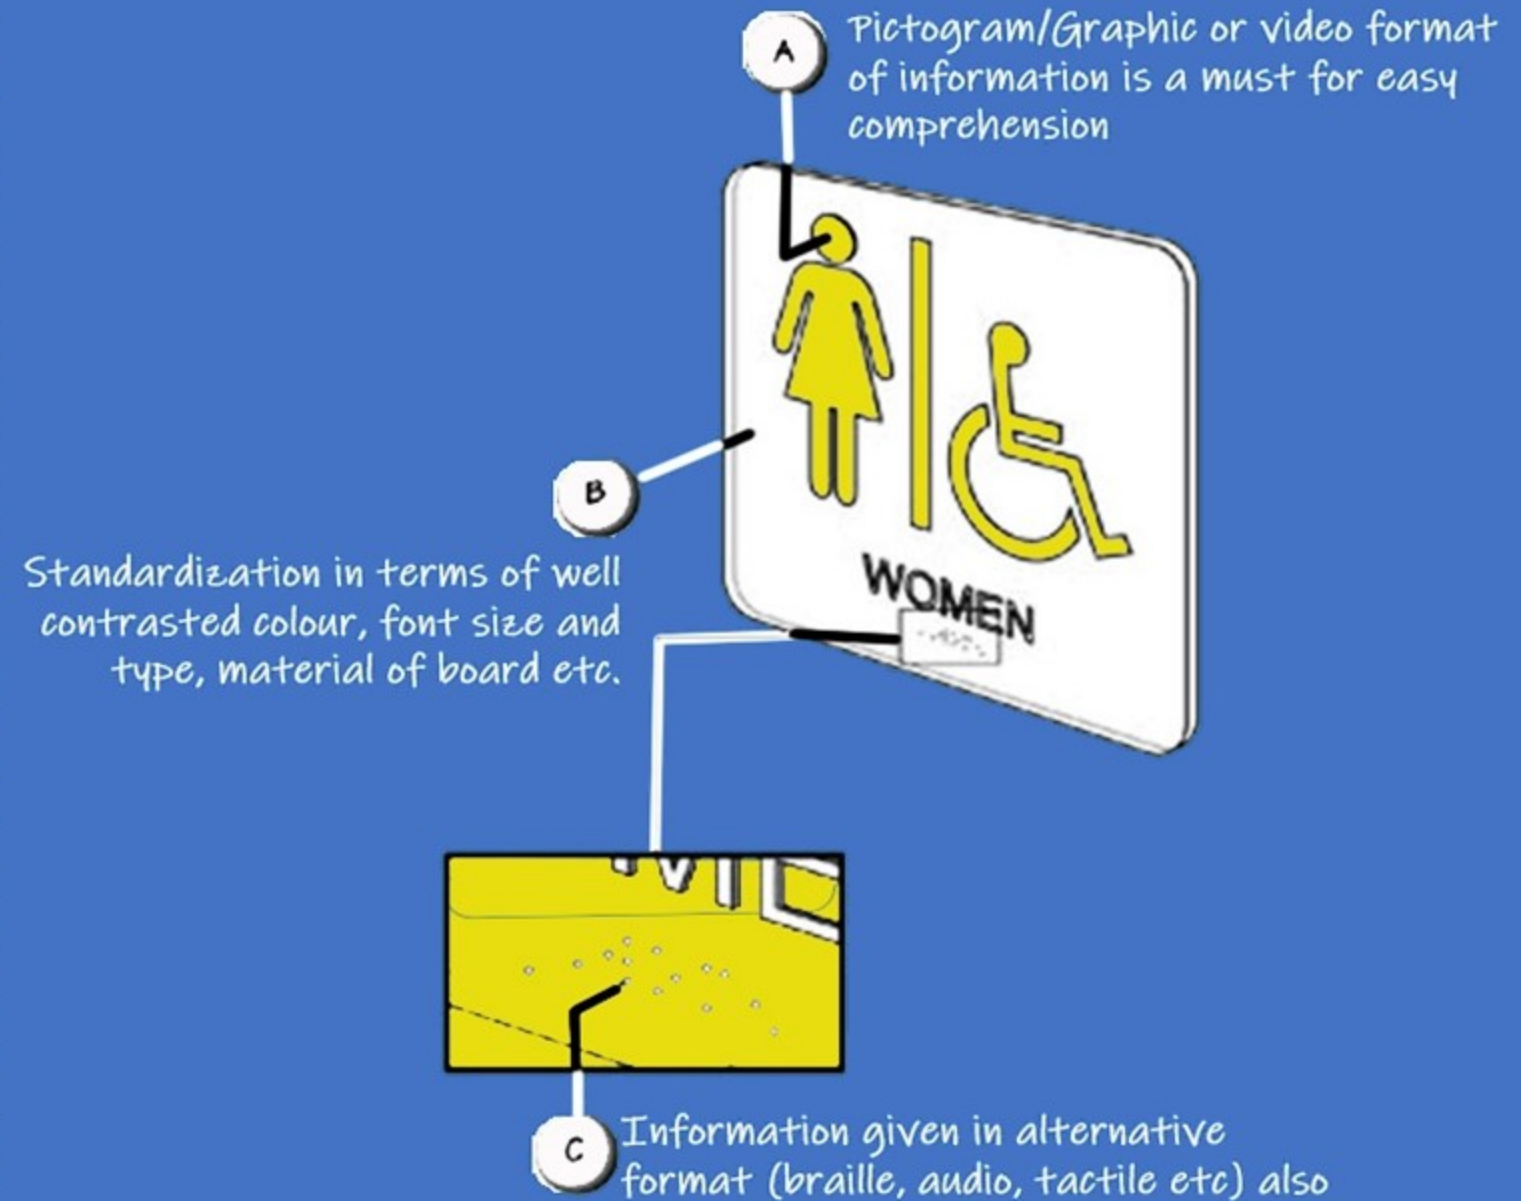 A
Pictogram/Graphic or video format
of information is a must for easy
comprehension
B
Standardization in terms of well
contrasted colour, font size and
type, material of board etc.
WOMEN
ME
C
Information given in alternative
format (braille, audio, tactile etc) also